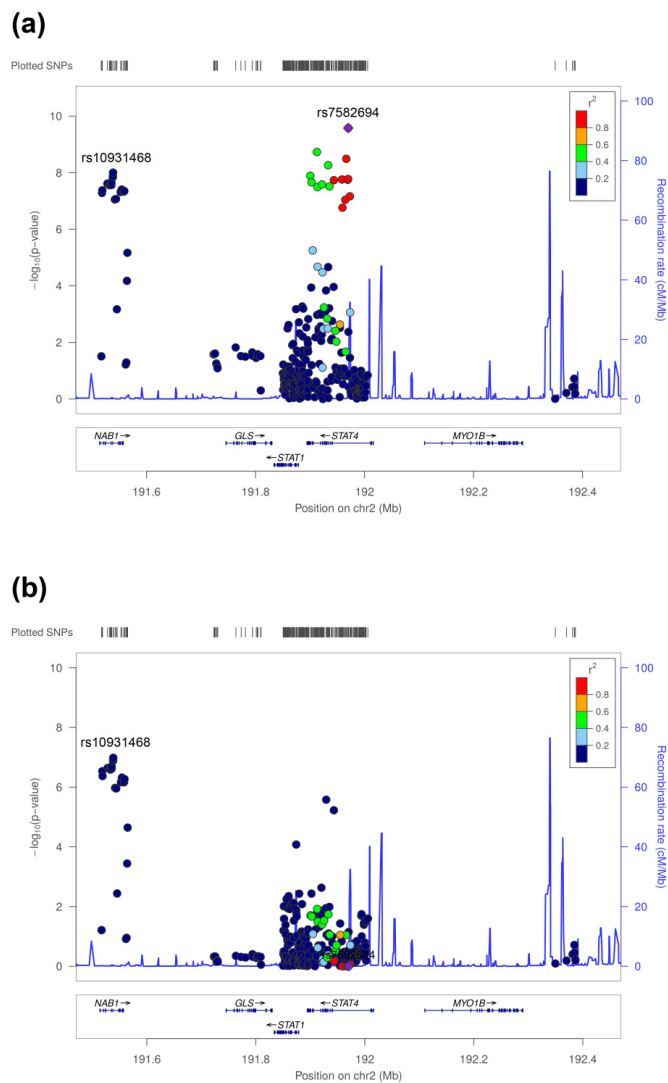 (a)
Plotted SNPs
rs7582694
rs10931468
r²
0.8
0.6
0.4
0.2
10
8
6
4
2
0
−log10(p-value)
100
80
60
40
20
0
Recombination rate (cM/Mb)
NAB1→
GLS→
←STAT4
MYO1B→
←STAT1
191.6
191.8
192
192.2
192.4
Position on chr2 (Mb)
(b)
Plotted SNPs
rs10931468
rs7582694
r²
0.8
0.6
0.4
0.2
10
8
6
4
2
0
−log10(p-value)
100
80
60
40
20
0
Recombination rate (cM/Mb)
NAB1→
GLS→
←STAT4
MYO1B→
←STAT1
191.6
191.8
192
192.2
192.4
Position on chr2 (Mb)